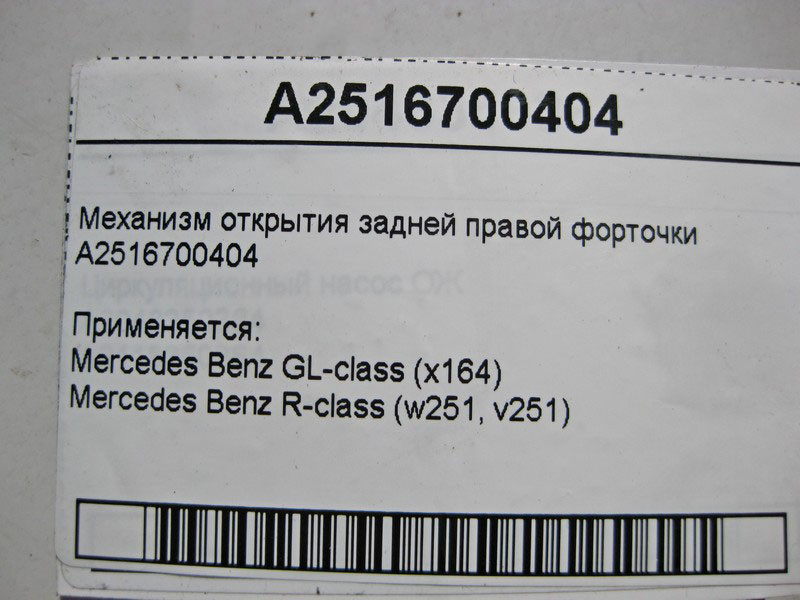 A2516700404
Механизм открытия задней правой форточки
A2516700404
Циркуляционный насос ОЖ
Применяется:
Mercedes Benz GL-class (x164)
Mercedes Benz R-class (w251, v251)